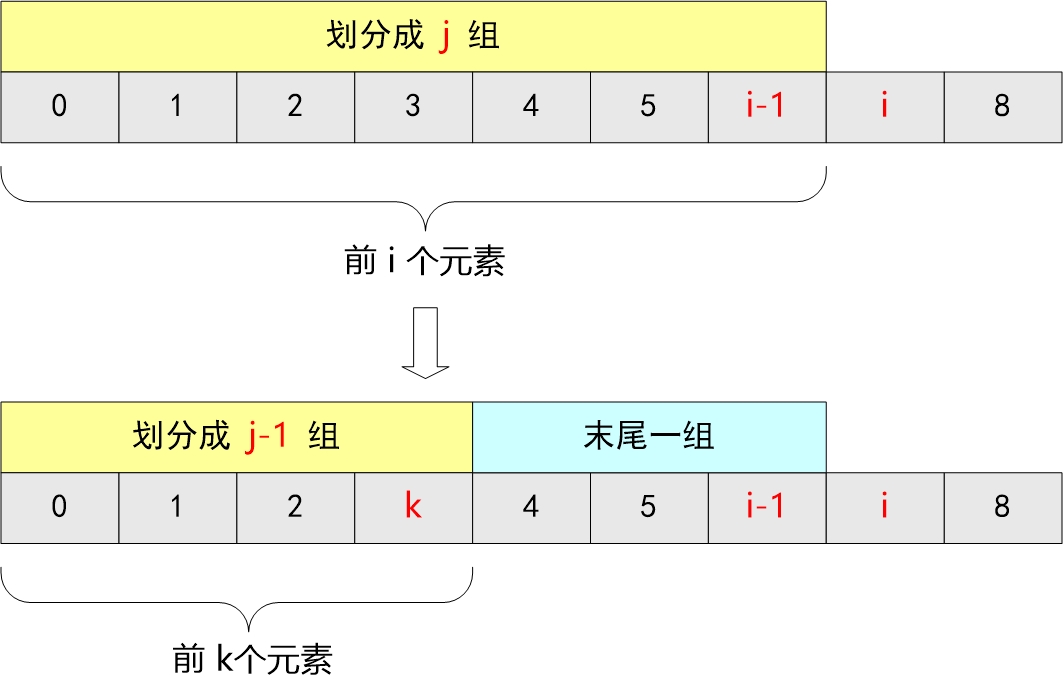 划分成 j 组
0 1 2 3 4 5 i-1 i 8
前 i 个元素
划分成 j-1 组 末尾一组
0 1 2 k 4 5 i-1 i 8
前 k个元素